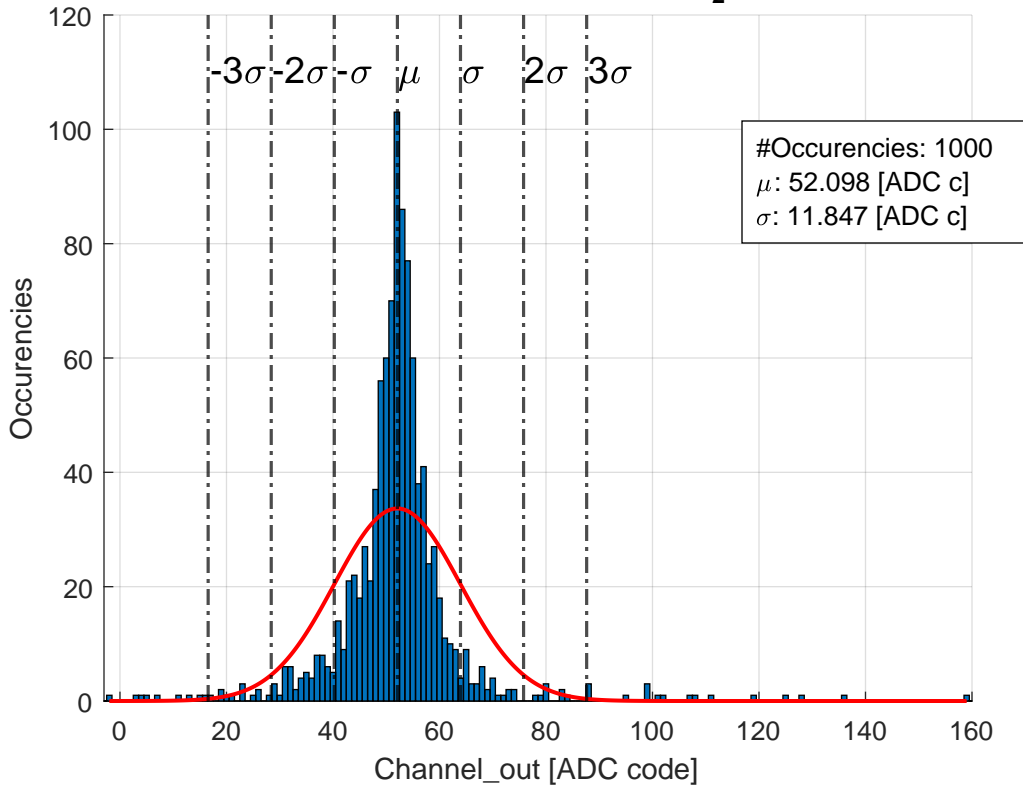 120
100
80
60
40
20
0
-3σ -2σ -σ μ σ 2σ 3σ
#Occurencies: 1000
μ: 52.098 [ADC c]
σ: 11.847 [ADC c]
Occurencies
0 20 40 60 80 100 120 140 160
Channel_out [ADC code]